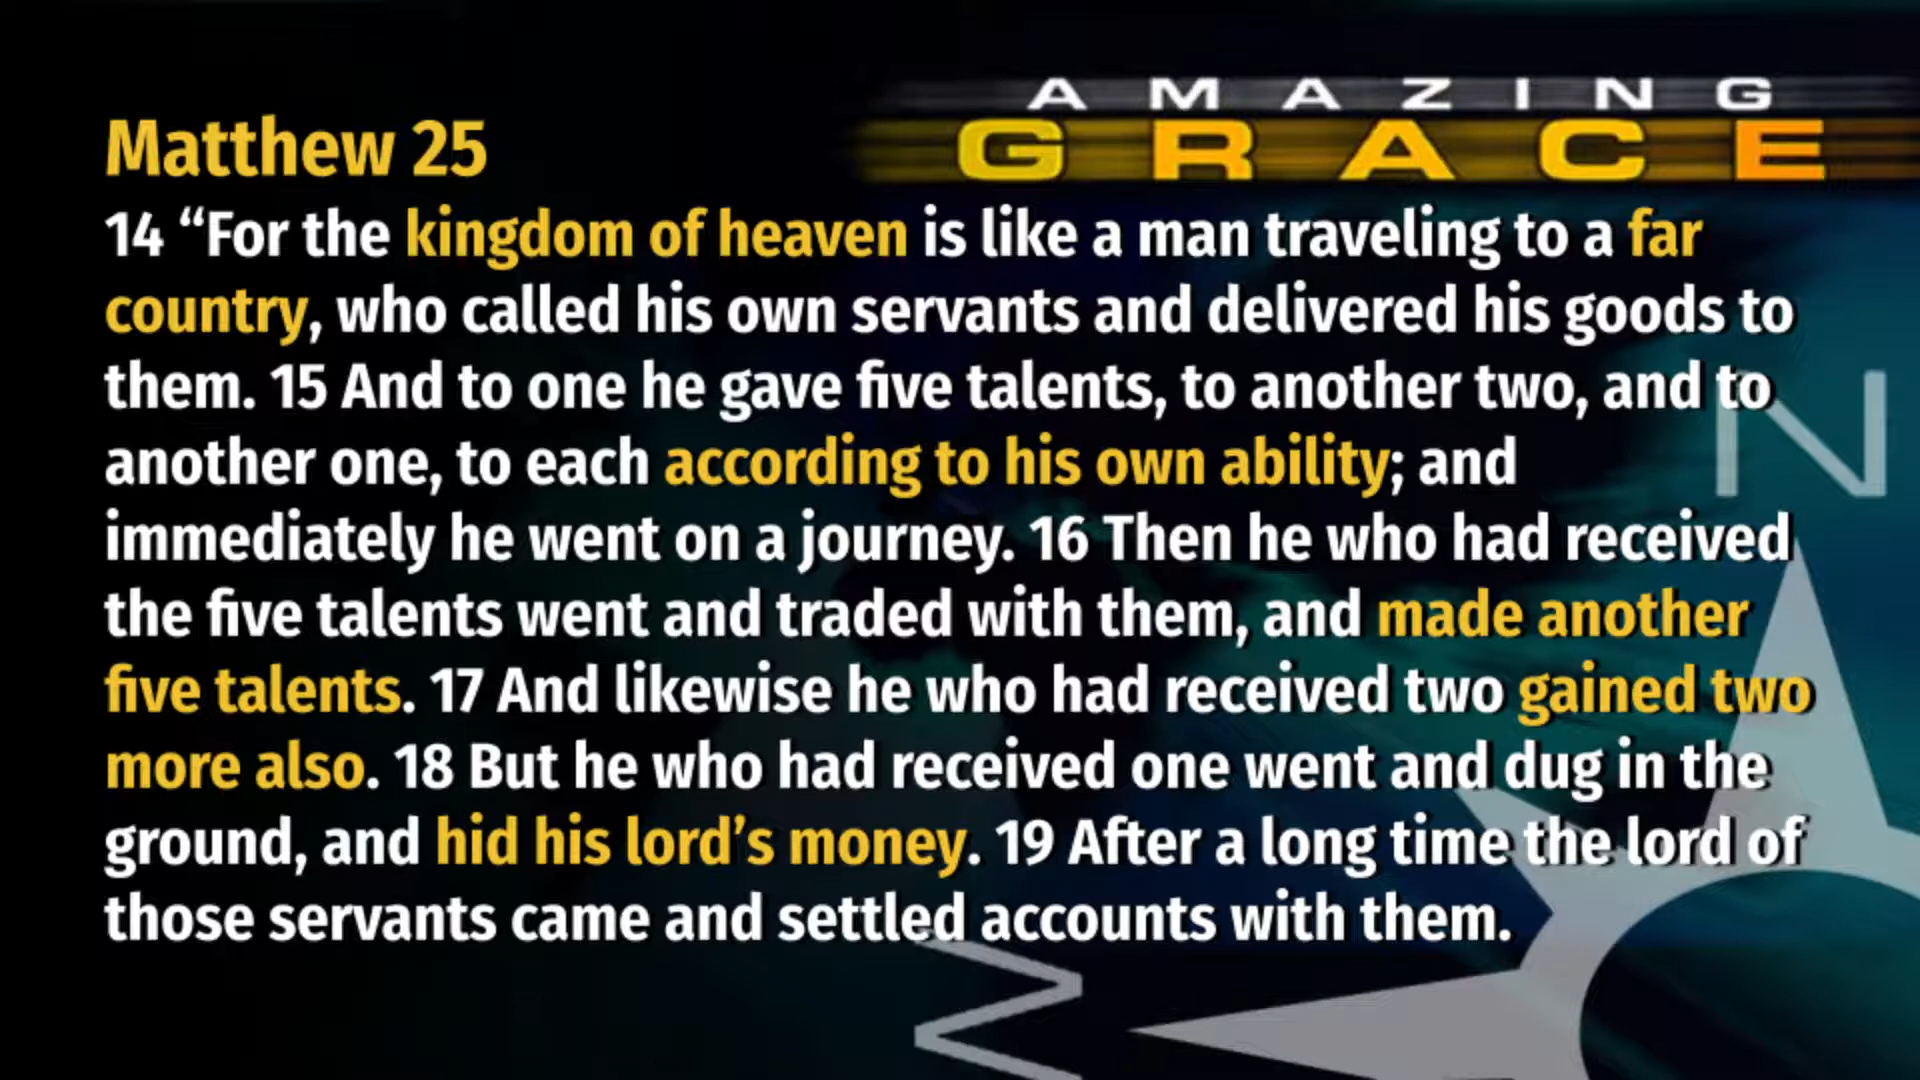 AMAZING
GRACE
Matthew 25
14 “For the kingdom of heaven is like a man traveling to a far
country, who called his own servants and delivered his goods to
them. 15 And to one he gave five talents, to another two, and to
another one, to each according to his own ability; and
immediately he went on a journey. 16 Then he who had received
the five talents went and traded with them, and made another
five talents. 17 And likewise he who had received two gained two
more also. 18 But he who had received one went and dug in the
ground, and hid his lord’s money. 19 After a long time the lord of
those servants came and settled accounts with them.
N
W